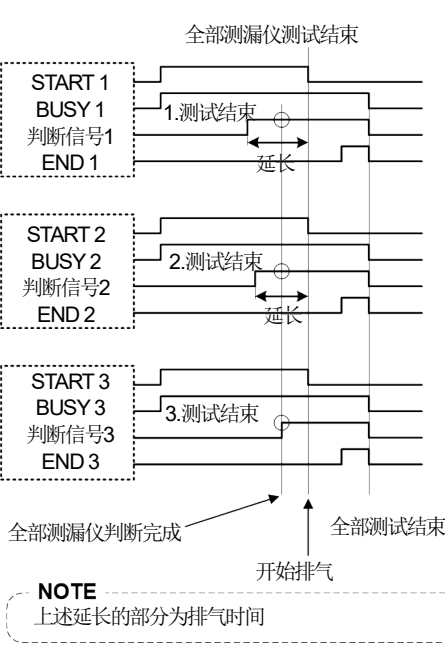 全部测漏仪测试结束
START 1
BUSY 1
1.测试结束
判断信号1
延长
END 1
START 2
BUSY 2
2.测试结束
判断信号2
延长
END 2
START 3
BUSY 3
3.测试结束
判断信号3
END 3
全部测漏仪判断完成
全部测试结束
开始排气
NOTE
上述延长的部分为排气时间